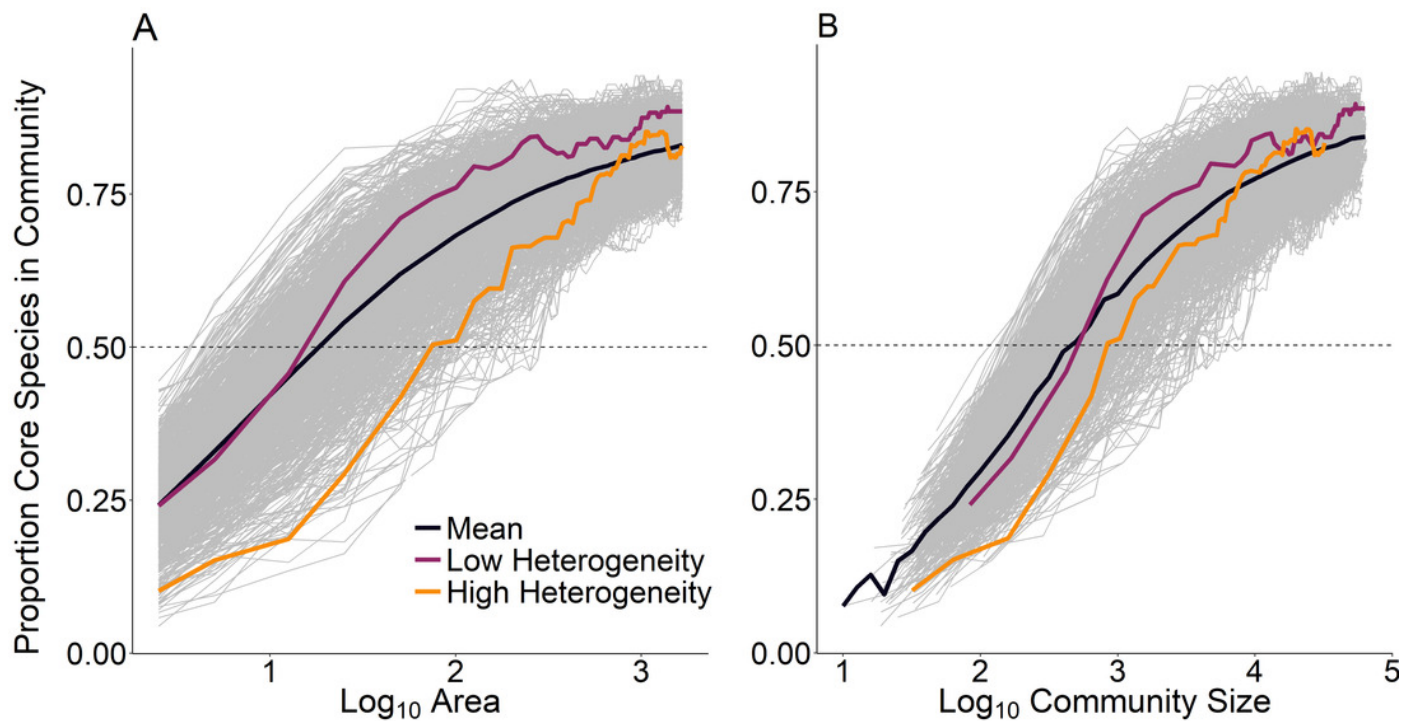 A
B
Proportion Core Species in Community
0.75
0.50
0.25
0.00
Mean
Low Heterogeneity
High Heterogeneity
1
2
3
Log₁₀ Area
0.75
0.50
0.25
0.00
1
2
3
4
5
Log₁₀ Community Size